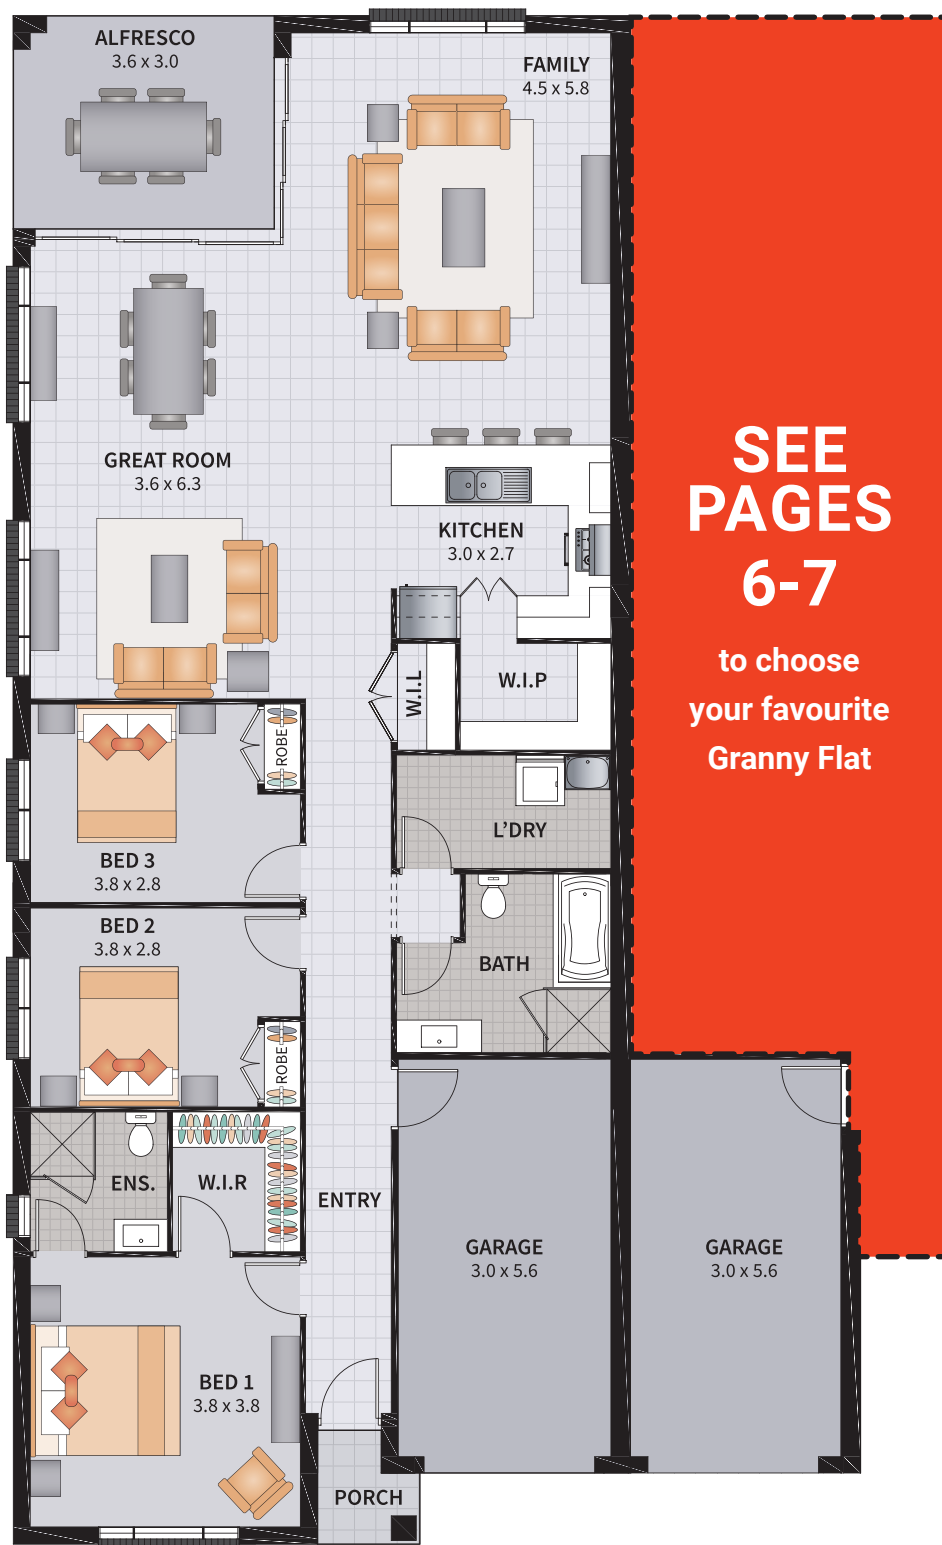 ALFRESCO
3.6 x 3.0
FAMILY
4.5 x 5.8
GREAT ROOM
3.6 x 6.3
KITCHEN
3.0 x 2.7
SEE
PAGES
6-7
to choose
your favourite
Granny Flat
W.I.L
W.I.P
ROBE
L'DRY
BED 3
3.8 x 2.8
BED 2
3.8 x 2.8
BATH
ROBE
ENS.
W.I.R
ENTRY
GARAGE
3.0 x 5.6
GARAGE
3.0 x 5.6
BED 1
3.8 x 3.8
PORCH